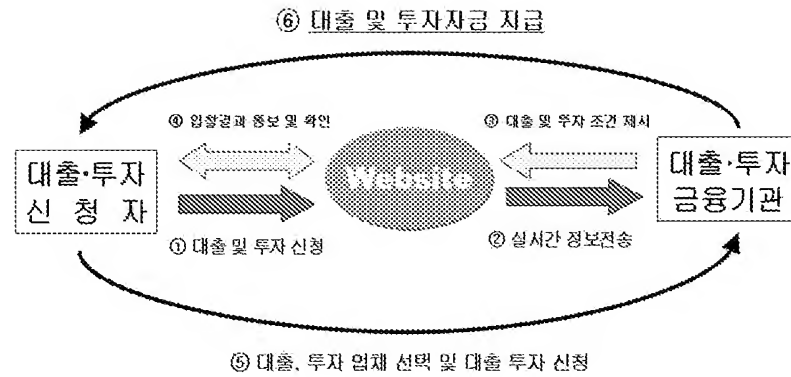 ⑥ 대출 및 투자자금 지급
④ 입찰결과 통보 및 확인
③ 대출 및 투자 조건 제시
대출·투자
신 청 자
Website
대출·투자
금융기관
① 대출 및 투자 신청
② 실시간 정보전송
⑤ 대출, 투자 업체 선택 및 대출 투자 신청